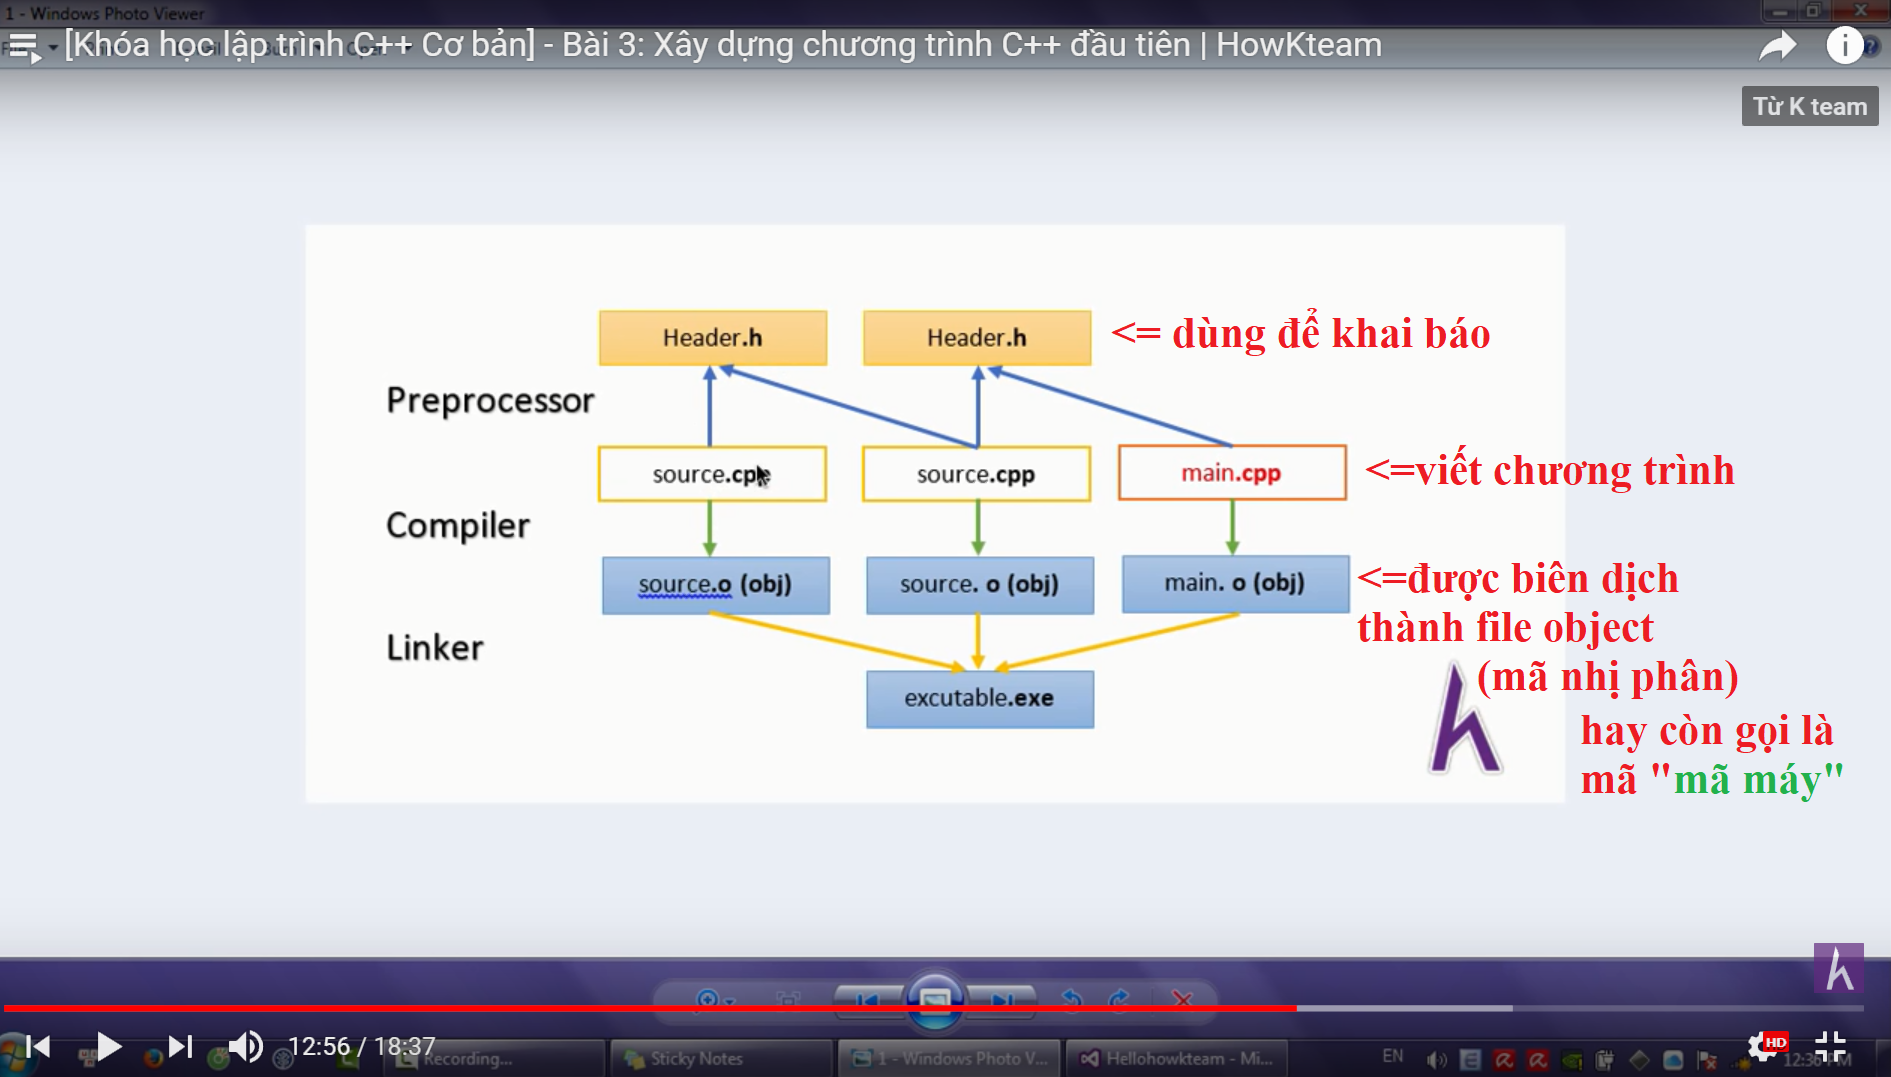 1 - Windows Photo Viewer
[Khóa học lập trình C++ Cơ bản] - Bài 3: Xây dựng chương trình C++ đầu tiên | HowKteam
Từ K team
Header.h
Header.h
<= dùng để khai báo
Preprocessor
source.cpp
source.cpp
main.cpp
<=viết chương trình
Compiler
source.o (obj)
source. o (obj)
main. o (obj)
<=được biên dịch
thành file object
(mã nhị phân)
hay còn gọi là
mã "mã máy"
Linker
excutable.exe
12:56 / 18:37
HD
Recording...
Sticky Notes
1 - Windows Photo V...
Hellohowkteam - Mi...
EN
12:36 PM